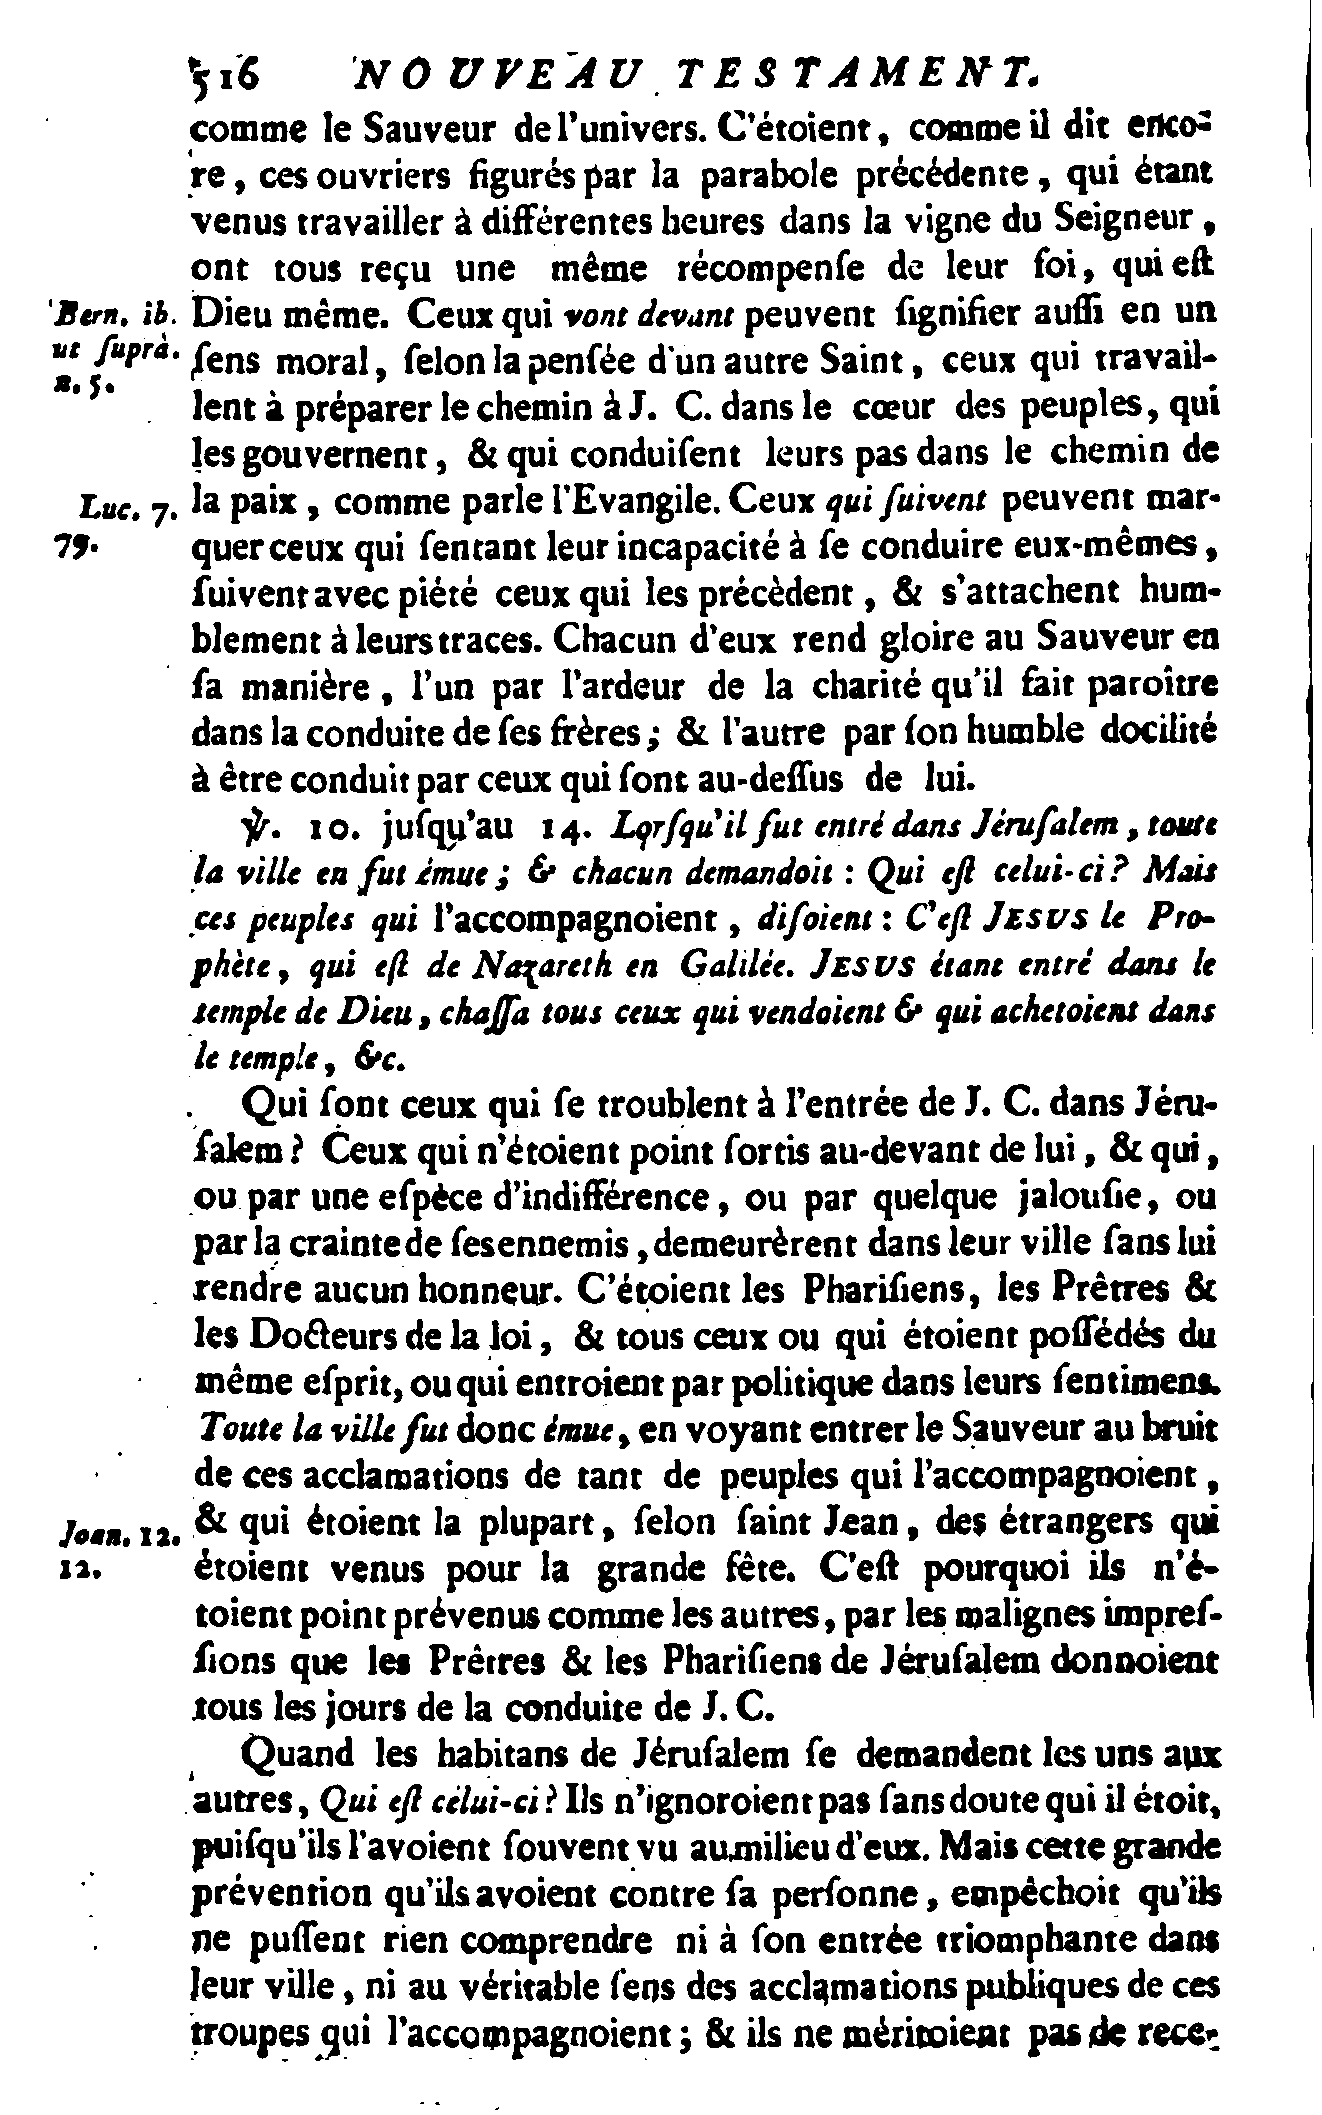 516 NOUVEAU TESTAMENT.
comme le Sauveur de l'univers. C'étoient, comme il dit enco-
re, ces ouvriers figurés par la parabole précédente, qui étant
venus travailler à différentes heures dans la vigne du Seigneur,
ont tous reçu une même récompenſe de leur foi, qui eſt
Bern. ib. Dieu même. Ceux qui vont devant peuvent ſignifier auſſi en un
ut ſuprà. ſens moral, ſelon la penſée d'un autre Saint, ceux qui travail-
n. 5.
lent à préparer le chemin à J. C. dans le cœur des peuples, qui
les gouvernent, & qui conduiſent leurs pas dans le chemin de
Luc. 7. la paix, comme parle l'Evangile. Ceux qui ſuivent peuvent mar-
79. quer ceux qui ſentant leur incapacité à ſe conduire eux-mêmes,
ſuivent avec piété ceux qui les précèdent, & s'attachent hum-
blement à leurs traces. Chacun d'eux rend gloire au Sauveur en
ſa manière, l'un par l'ardeur de la charité qu'il fait paroître
dans la conduite de ſes frères; & l'autre par ſon humble docilité
à être conduit par ceux qui ſont au-deſſus de lui.
℣. 10. juſqu'au 14. Lorſqu'il fut entré dans Jéruſalem, toute
la ville en fut émue; & chacun demandoit : Qui eſt celui-ci? Mais
ces peuples qui l'accompagnoient, diſoient : C'eſt JESUS le Pro-
phète, qui eſt de Nazareth en Galilée. JESUS étant entré dans le
temple de Dieu, chaſſa tous ceux qui vendoient & qui achetoient dans
le temple, &c.
Qui ſont ceux qui ſe troublent à l'entrée de J. C. dans Jéru-
ſalem? Ceux qui n'étoient point ſortis au-devant de lui, & qui,
ou par une eſpèce d'indifférence, ou par quelque jalouſie, ou
par la crainte de ſes ennemis, demeurèrent dans leur ville ſans lui
rendre aucun honneur. C'étoient les Phariſiens, les Prêtres &
les Docteurs de la loi, & tous ceux ou qui étoient poſſédés du
même eſprit, ou qui entroient par politique dans leurs ſentimens.
Toute la ville fut donc émue, en voyant entrer le Sauveur au bruit
de ces acclamations de tant de peuples qui l'accompagnoient,
Joan. 12. & qui étoient la plupart, ſelon ſaint Jean, des étrangers qui
12. étoient venus pour la grande fête. C'eſt pourquoi ils n'é-
toient point prévenus comme les autres, par les malignes impreſ-
ſions que les Prêtres & les Phariſiens de Jéruſalem donnoient
tous les jours de la conduite de J. C.
Quand les habitans de Jéruſalem ſe demandent les uns aux
autres, Qui eſt celui-ci? Ils n'ignoroient pas ſans doute qui il étoit,
puiſqu'ils l'avoient ſouvent vu au milieu d'eux. Mais cette grande
prévention qu'ils avoient contre ſa perſonne, empêchoit qu'ils
ne puſſent rien comprendre ni à ſon entrée triomphante dans
leur ville, ni au véritable ſens des acclamations publiques de ces
troupes qui l'accompagnoient; & ils ne méritoient pas de rece-